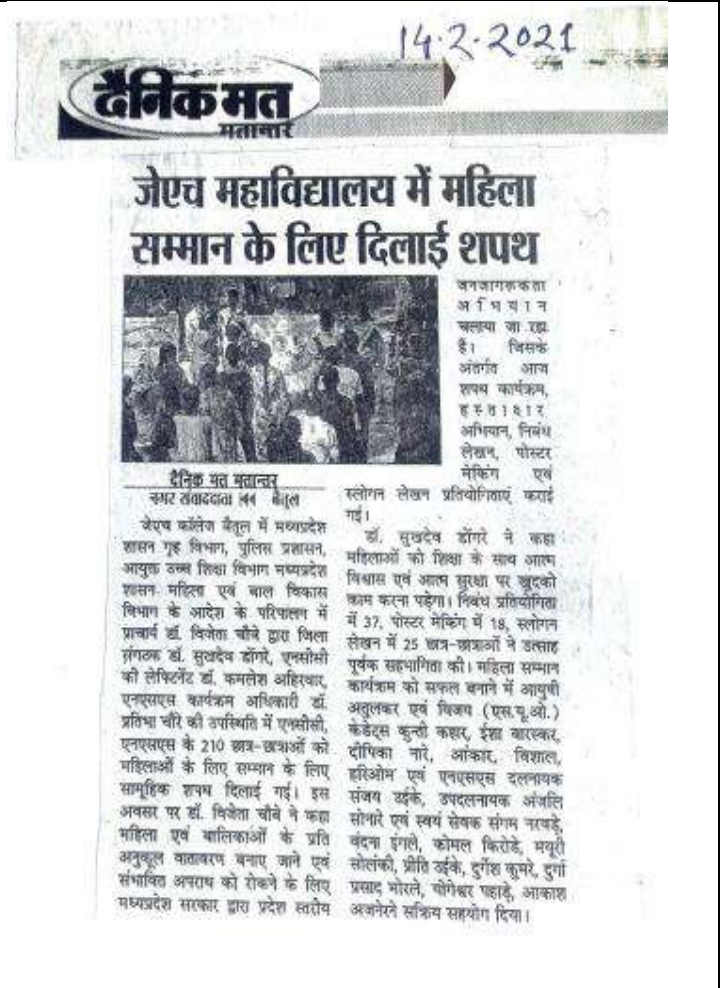 14.2.2021
दैनिक मत
मतान्तर
जेएच महाविद्यालय में महिला
सम्मान के लिए दिलाई शपथ
दैनिक मत मतान्तर
नगर संवाददाता बैतूल
जेएच कॉलेज बैतूल में मध्यप्रदेश
शासन गृह विभाग, पुलिस प्रशासन,
आयुक्त उच्च शिक्षा विभाग मध्यप्रदेश
शासन महिला एवं बाल विकास
विभाग के आदेश के परिपालन में
प्राचार्य डॉ. विजेता चौबे द्वारा जिला
संगठक डॉ. सुखदेव डोंगरे, एनसीसी
की लेफ्टिनेंट डॉ. कमलेश अहिरवार,
एनएसएस कार्यक्रम अधिकारी डॉ.
प्रतिभा चौरे की उपस्थिति में एनसीसी,
एनएसएस के 210 छात्र-छात्राओं को
महिलाओं के लिए सम्मान के लिए
सामूहिक शपथ दिलाई गई। इस
अवसर पर डॉ. विजेता चौबे ने कहा
महिला एवं बालिकाओं के प्रति
अनुकूल वातावरण बनाए जाने एवं
संभावित अपराध को रोकने के लिए
मध्यप्रदेश सरकार द्वारा प्रदेश स्तरीय
जनजागरूकता
अभियान
चलाया जा रहा
है। जिसके
अंतर्गत आज
शपथ कार्यक्रम,
हस्ताक्षर
अभियान, निबंध
लेखन, पोस्टर
मेकिंग एवं
स्लोगन लेखन प्रतियोगिताएं कराई
गई।
डॉ. सुखदेव डोंगरे ने कहा
महिलाओं को शिक्षा के साथ आत्म
विश्वास एवं आत्म सुरक्षा पर खुदको
काम करना पड़ेगा। निबंध प्रतियोगिता
में 37, पोस्टर मेकिंग में 18, स्लोगन
लेखन में 25 छात्र-छात्राओं ने उत्साह
पूर्वक सहभागिता की। महिला सम्मान
कार्यक्रम को सफल बनाने में आयुषी
अतुलकर एवं विजय (एस.यू.ओ.)
केडेट्स कुन्ती कहार, ईशा बारस्कर,
दीपिका नारे, ओंकार, विशाल,
हरिओम एवं एनएसएस दलनायक
संजय उईके, उपदलनायक अंजलि
सोनारे एवं स्वयं सेवक संगम नरवड़े,
वंदना इंगले, कोमल किरोडे, मयूरी
सोलंकी, प्रीति उईके, दुर्गेश कुमरे, दुर्गा
प्रसाद मोरले, योगेश्वर पहाड़े, आकाश
अजनेरने सक्रिय सहयोग दिया।